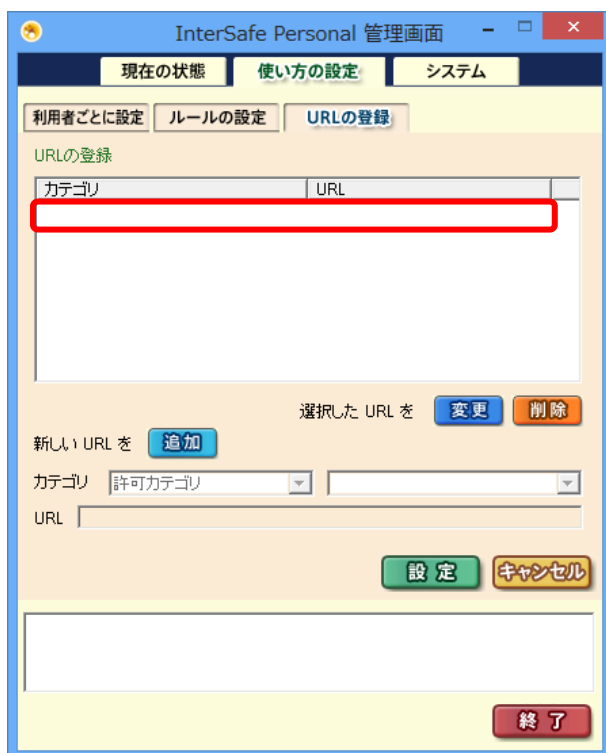 InterSafe Personal 管理画面
現在の状態 使い方の設定 システム
利用者ごとに設定 ルールの設定 URLの登録
URLの登録
カテゴリ URL
選択した URL を 変更 削除
新しい URL を 追加
カテゴリ 許可カテゴリ
URL
設定 キャンセル
終了